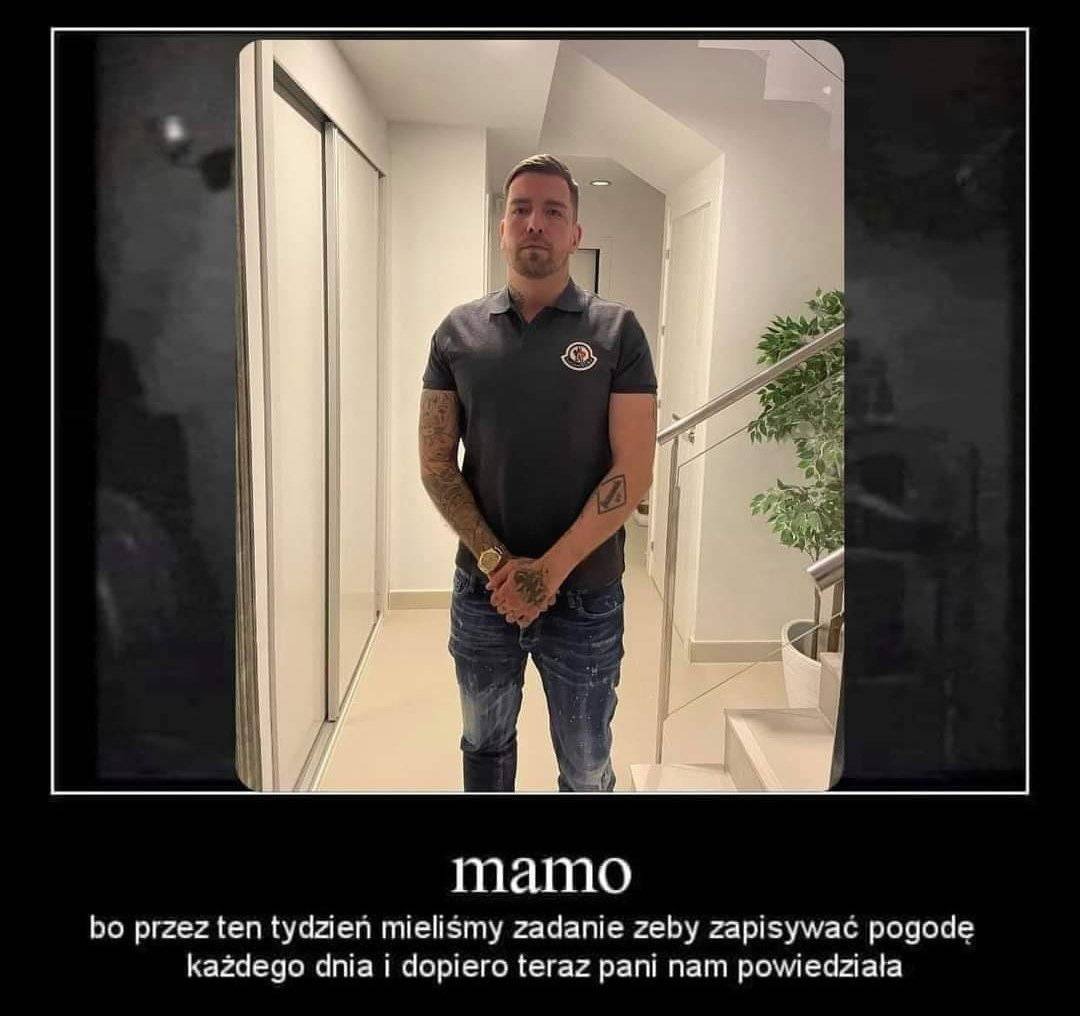 mamo
bo przez ten tydzień mieliśmy zadanie zeby zapisywać pogodę
każdego dnia i dopiero teraz pani nam powiedziała